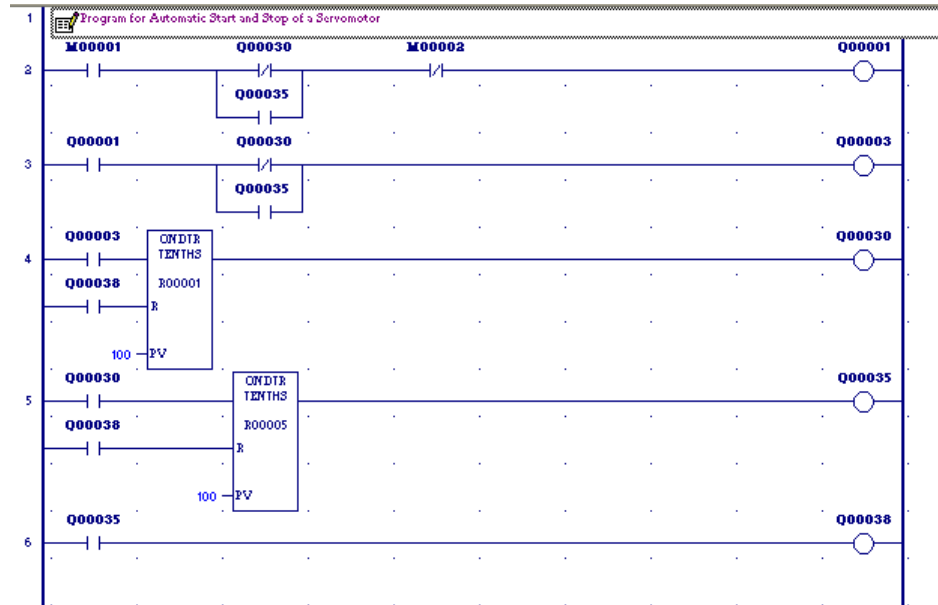 1 Program for Automatic Start and Stop of a Servomotor
M00001 Q00030 M00002 Q00001
2
Q00035
Q00001 Q00030 Q00003
3
Q00035
Q00003 ONDTR Q00030
4 TENTHS
Q00038 R00001
R
100 PV
Q00030 ONDTR Q00035
5 TENTHS
Q00038 R00005
R
100 PV
Q00035 Q00038
6